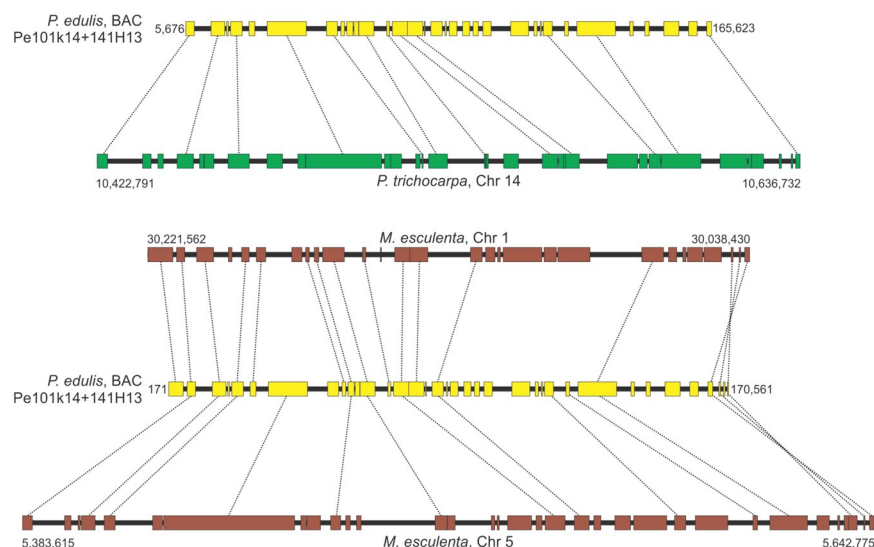 P. edulis, BAC
Pe101k14+141H13
5,676
165,623
10,422,791
P. trichocarpa, Chr 14
10,636,732
30,221,562
M. esculenta, Chr 1
30,038,430
P. edulis, BAC
Pe101k14+141H13
171
170,561
5,383,615
M. esculenta, Chr 5
5,642,775